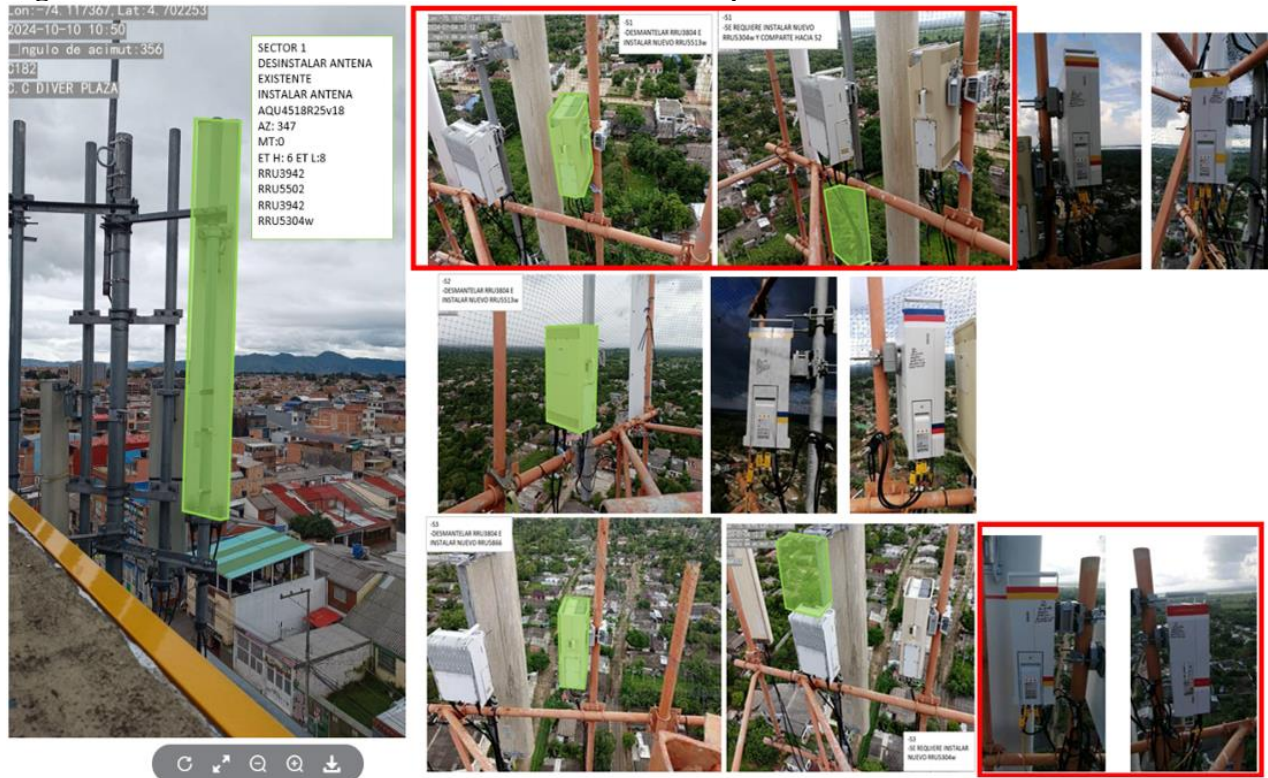 Lon:-74.117367,Lat:4.702253
2024-10-10 10:50
ngulo de acimut:356
C182
C.C DIVER PLAZA
SECTOR 1
DESINSTALAR ANTENA
EXISTENTE
INSTALAR ANTENA
AQU4518R25v18
AZ: 347
MT:0
ET H: 6 ET L:8
RRU3942
RRU5502
RRU3942
RRU5304w
-S1
-DESMANTELAR RRU3804 E
INSTALAR NUEVO RRU5513w
-S1
-SE REQUIERE INSTALAR NUEVO
RRU5304w Y COMPARTE HACIA S2
-S2
-DESMANTELAR RRU3804 E
INSTALAR NUEVO RRU5513w
-S3
-DESMANTELAR RRU3804 E
INSTALAR NUEVO RRU5866
-S3
-SE REQUIERE INSTALAR
NUEVO RRU5304w